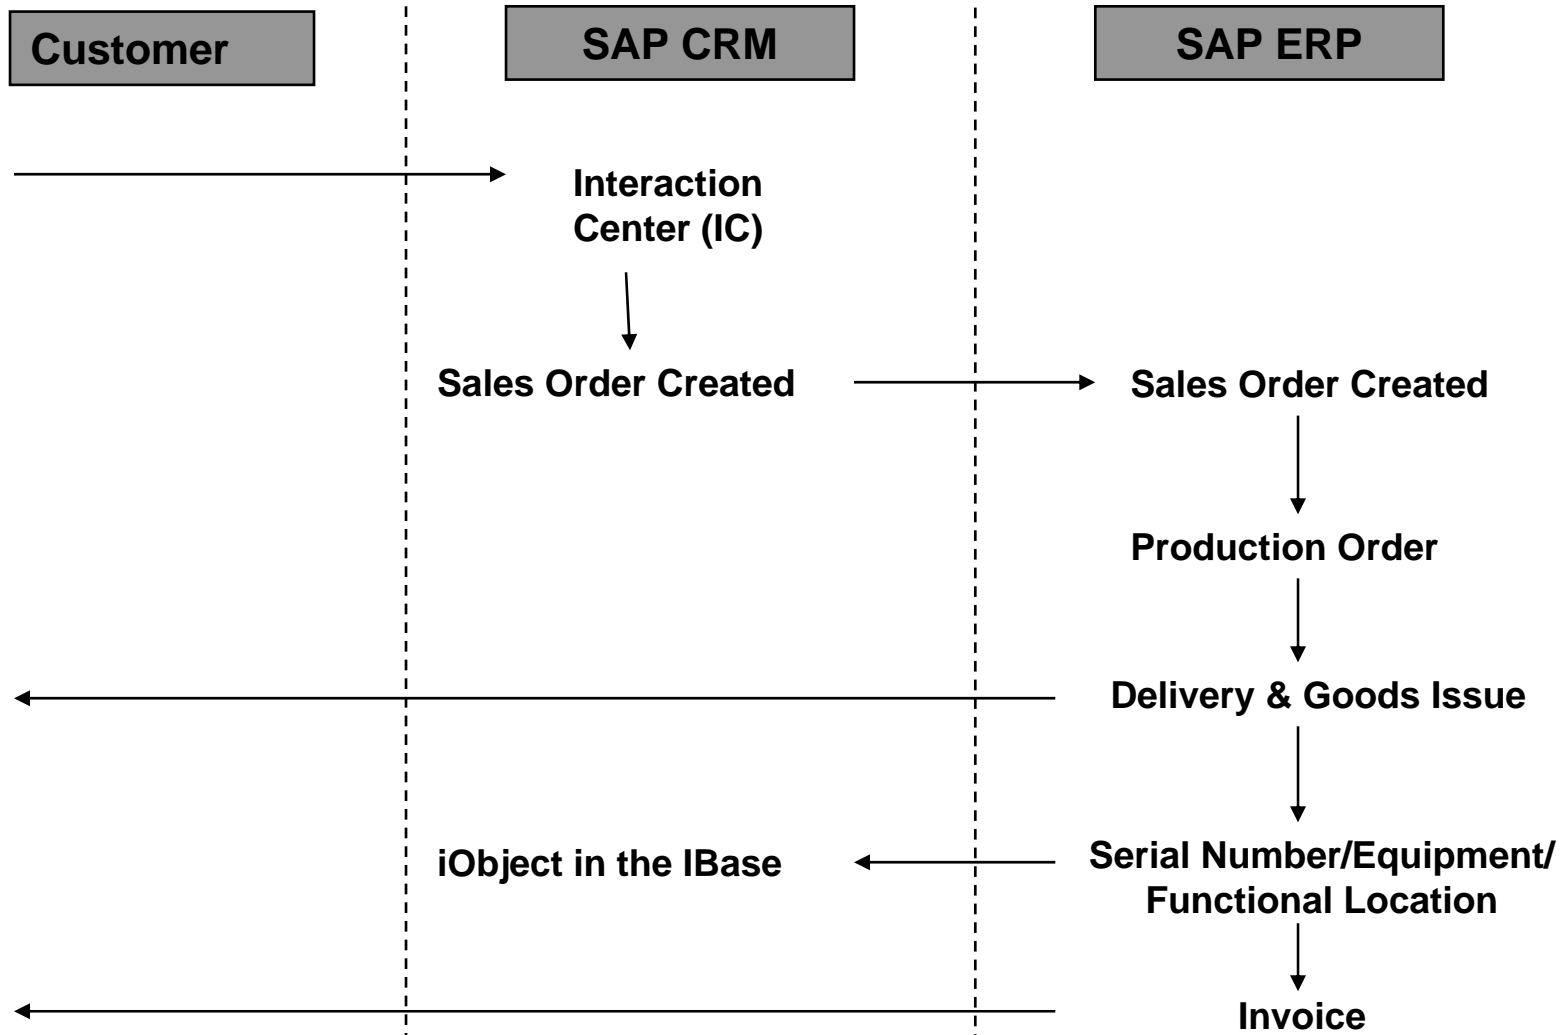 Customer
SAP CRM
SAP ERP
Interaction
Center (IC)
Sales Order Created
Sales Order Created
Production Order
Delivery & Goods Issue
iObject in the IBase
Serial Number/Equipment/
Functional Location
Invoice